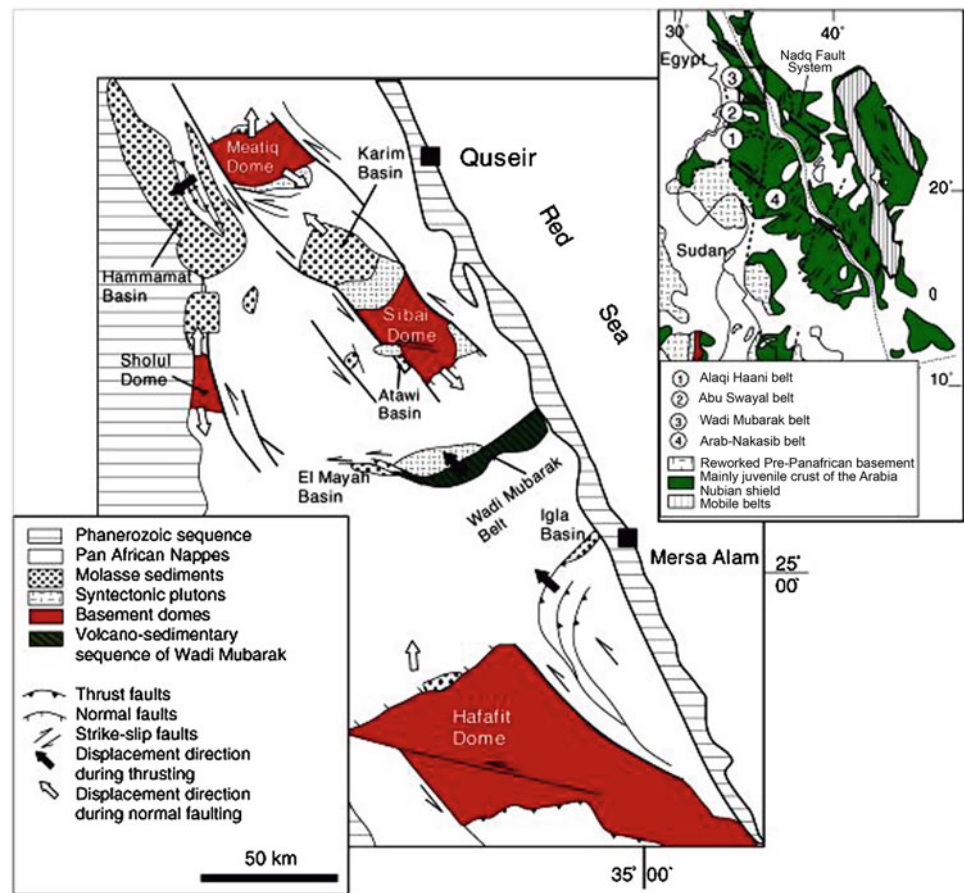 30°
40°
Egypt
Nadq Fault
System
3
2
1
4
20°
Sudan
10°
1 Alaqi Haani belt
2 Abu Swayal belt
3 Wadi Mubarak belt
4 Arab-Nakasib belt
Reworked Pre-Panafrican basement
Mainly juvenile crust of the Arabia
Nubian shield
Mobile belts
Meatiq
Dome
Karim
Basin
Quseir
Red
Sea
Hammamat
Basin
Sibai
Dome
Sholul
Dome
Atawi
Basin
El Mayah
Basin
Wadi Mubarak
Belt
Igla
Basin
Mersa Alam
25°
00'
Hafafit
Dome
35° 00'
Phanerozoic sequence
Pan African Nappes
Molasse sediments
Syntectonic plutons
Basement domes
Volcano-sedimentary
sequence of Wadi Mubarak
Thrust faults
Normal faults
Strike-slip faults
Displacement direction
during thrusting
Displacement direction
during normal faulting
50 km